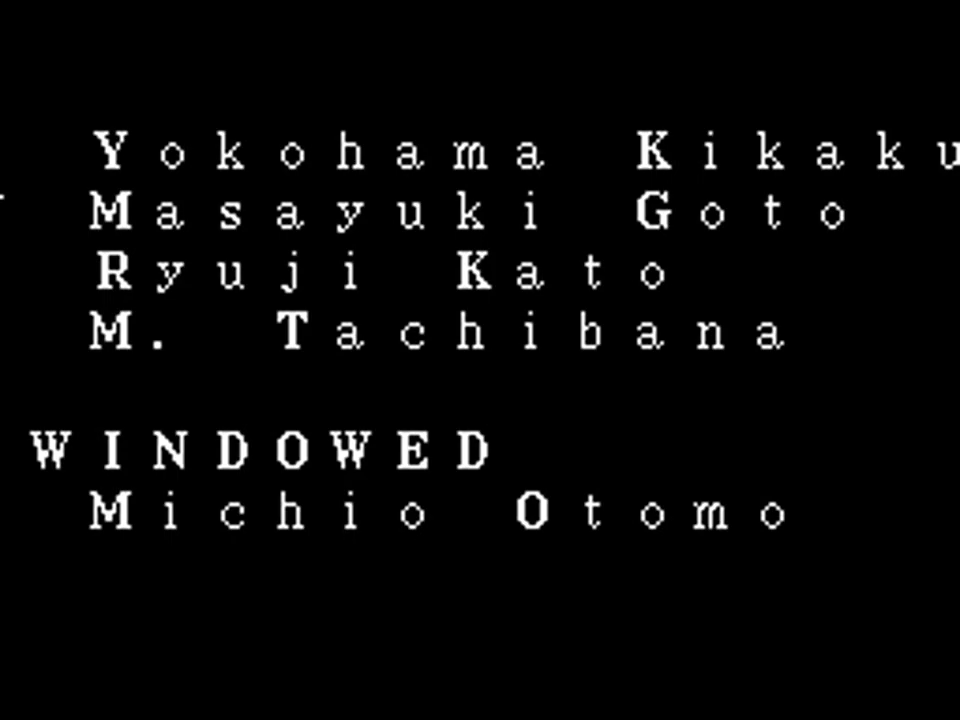 Yokohama Kikaku
Masayuki Goto
Ryuji Kato
M. Tachibana
WINDOWED
Michio Otomo